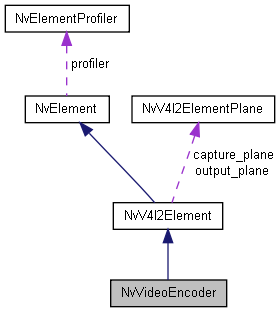 NvElementProfiler
profiler
NvElement
NvV4l2ElementPlane
capture_plane
output_plane
NvV4l2Element
NvVideoEncoder